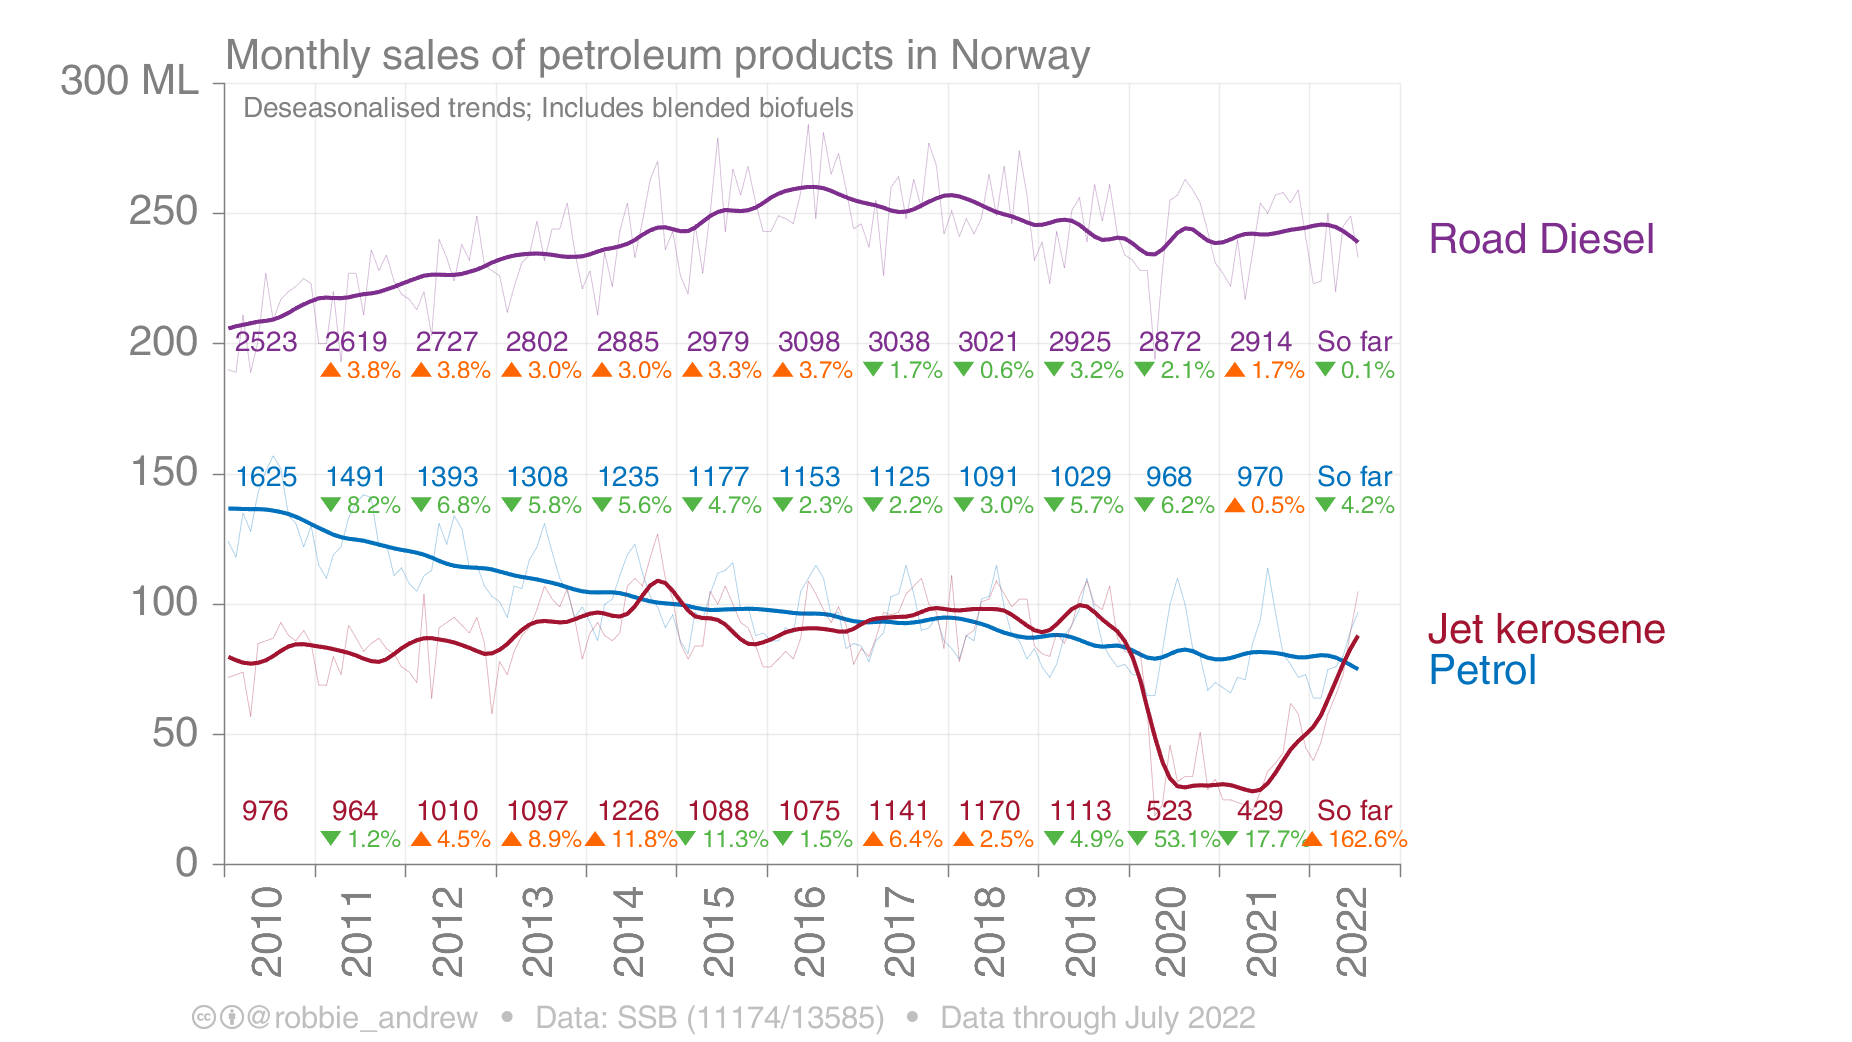 Monthly sales of petroleum products in Norway
300 ML
Deseasonalised trends; Includes blended biofuels
250
Road Diesel
200
2523 2619 2727 2802 2885 2979 3098 3038 3021 2925 2872 2914 So far
▲ 3.8% ▲ 3.8% ▲ 3.0% ▲ 3.0% ▲ 3.3% ▲ 3.7% ▼ 1.7% ▼ 0.6% ▼ 3.2% ▼ 2.1% ▲ 1.7% ▼ 0.1%
150
1625 1491 1393 1308 1235 1177 1153 1125 1091 1029 968 970 So far
▼ 8.2% ▼ 6.8% ▼ 5.8% ▼ 5.6% ▼ 4.7% ▼ 2.3% ▼ 2.2% ▼ 3.0% ▼ 5.7% ▼ 6.2% ▲ 0.5% ▼ 4.2%
100
Jet kerosene
Petrol
50
976 964 1010 1097 1226 1088 1075 1141 1170 1113 523 429 So far
▼ 1.2% ▲ 4.5% ▲ 8.9% ▲ 11.8% ▼ 11.3% ▼ 1.5% ▲ 6.4% ▲ 2.5% ▼ 4.9% ▼ 53.1% ▼ 17.7% ▲ 162.6%
0
2010 2011 2012 2013 2014 2015 2016 2017 2018 2019 2020 2021 2022
cc @robbie_andrew • Data: SSB (11174/13585) • Data through July 2022